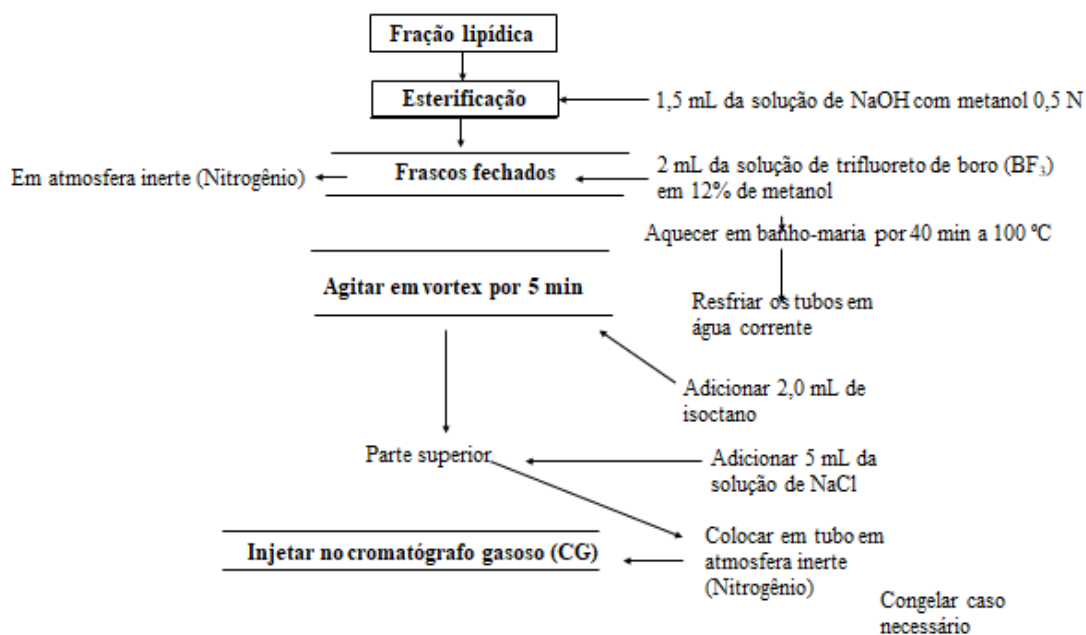 Fração lipídica
Esterificação
1,5 mL da solução de NaOH com metanol 0,5 N
Em atmosfera inerte (Nitrogênio)
Frascos fechados
2 mL da solução de trifluoreto de boro (BF₃)
em 12% de metanol
Aquecer em banho-maria por 40 min a 100 ºC
Agitar em vortex por 5 min
Resfriar os tubos em
água corrente
Adicionar 2,0 mL de
isoctano
Parte superior
Adicionar 5 mL da
solução de NaCl
Injetar no cromatógrafo gasoso (CG)
Colocar em tubo em
atmosfera inerte
(Nitrogênio)
Congelar caso
necessário